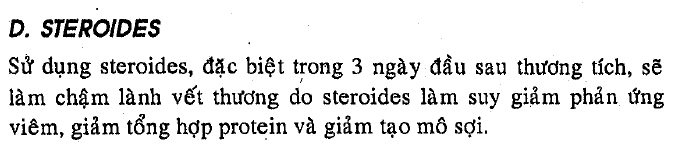 D. STEROIDES
Sử dụng steroides, đặc biệt trong 3 ngày đầu sau thương tích, sẽ
làm chậm lành vết thương do steroides làm suy giảm phản ứng
viêm, giảm tổng hợp protein và giảm tạo mô sợi.